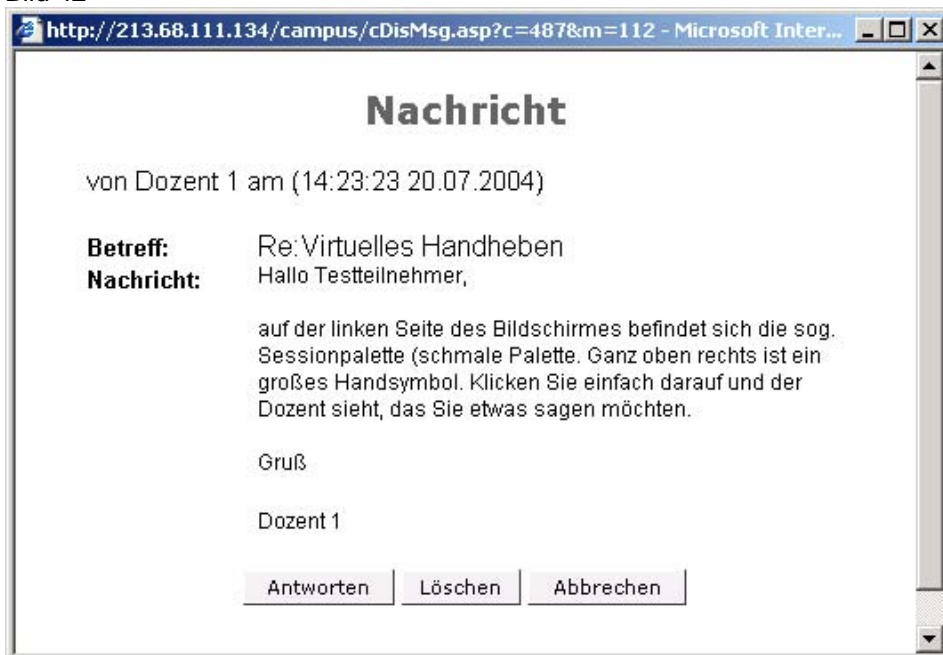 http://213.68.111.134/campus/cDisMsg.asp?c=487&m=112 - Microsoft Inter...
Nachricht
von Dozent 1 am (14:23:23 20.07.2004)
Betreff: Re:Virtuelles Handheben
Nachricht: Hallo Testteilnehmer,
auf der linken Seite des Bildschirmes befindet sich die sog.
Sessionpalette (schmale Palette. Ganz oben rechts ist ein
großes Handsymbol. Klicken Sie einfach darauf und der
Dozent sieht, das Sie etwas sagen möchten.
Gruß
Dozent 1
Antworten Löschen Abbrechen